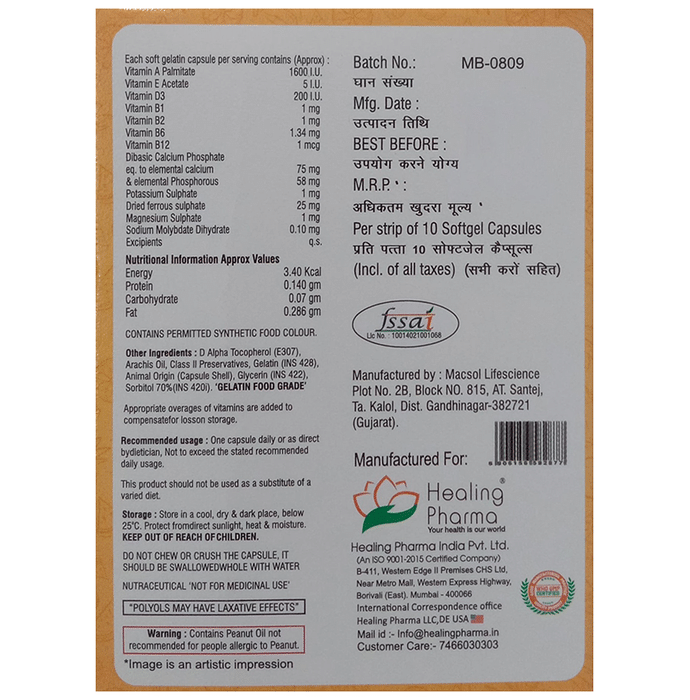 Each soft gelatin capsule per serving contains (Approx) :
Vitamin A Palmitate 1600 I.U.
Vitamin E Acetate 5 I.U.
Vitamin D3 200 I.U.
Vitamin B1 1 mg
Vitamin B2 1 mg
Vitamin B6 1.34 mg
Vitamin B12 1 mcg
Dibasic Calcium Phosphate
eq. to elemental calcium 75 mg
& elemental Phosphorous 58 mg
Potassium Sulphate 1 mg
Dried ferrous sulphate 25 mg
Magnesium Sulphate 1 mg
Sodium Molybdate Dihydrate 0.10 mg
Excipients q.s.
Nutritional Information Approx Values
Energy 3.40 Kcal
Protein 0.140 gm
Carbohydrate 0.07 gm
Fat 0.286 gm
CONTAINS PERMITTED SYNTHETIC FOOD COLOUR.
Other Ingredients : D Alpha Tocopherol (E307),
Arachis Oil, Class II Preservatives, Gelatin (INS 428),
Animal Origin (Capsule Shell), Glycerin (INS 422),
Sorbitol 70%(INS 420i). 'GELATIN FOOD GRADE'
Appropriate overages of vitamins are added to
compensatefor losson storage.
Recommended usage : One capsule daily or as direct
bydietician, Not to exceed the stated recommended
daily usage.
This product should not be used as a substitute of a
varied diet.
Storage : Store in a cool, dry & dark place, below
25°C. Protect fromdirect sunlight, heat & moisture.
KEEP OUT OF REACH OF CHILDREN.
DO NOT CHEW OR CRUSH THE CAPSULE, IT
SHOULD BE SWALLOWEDWHOLE WITH WATER
NUTRACEUTICAL 'NOT FOR MEDICINAL USE'
"POLYOLS MAY HAVE LAXATIVE EFFECTS"
Warning : Contains Peanut Oil not
recommended for people allergic to Peanut.
*Image is an artistic impression
Batch No.: MB-0809
घान संख्या
Mfg. Date :
उत्पादन तिथि
BEST BEFORE :
उपयोग करने योग्य
M.R.P. :
अधिकतम खुदरा मूल्य
Per strip of 10 Softgel Capsules
प्रति पत्ता 10 सोफ्टजेल कैप्सूल्स
(Incl. of all taxes) (सभी करों सहित)
fssai
Lic No. : 10014021001068
Manufactured by : Macsol Lifescience
Plot No. 2B, Block NO. 815, AT. Santej,
Ta. Kalol, Dist. Gandhinagar-382721
(Gujarat).
Manufactured For:
Healing®
Pharma
Your health is our world
Healing Pharma India Pvt. Ltd.
(An ISO 9001-2015 Certified Company)
B-411, Western Edge II Premises CHS Ltd,
Near Metro Mall, Western Express Highway,
Borivali (East). Mumbai - 400066
International Correspondence office
Healing Pharma LLC,DE USA
Mail id :- Info@healingpharma.in
Customer Care:- 7466030303